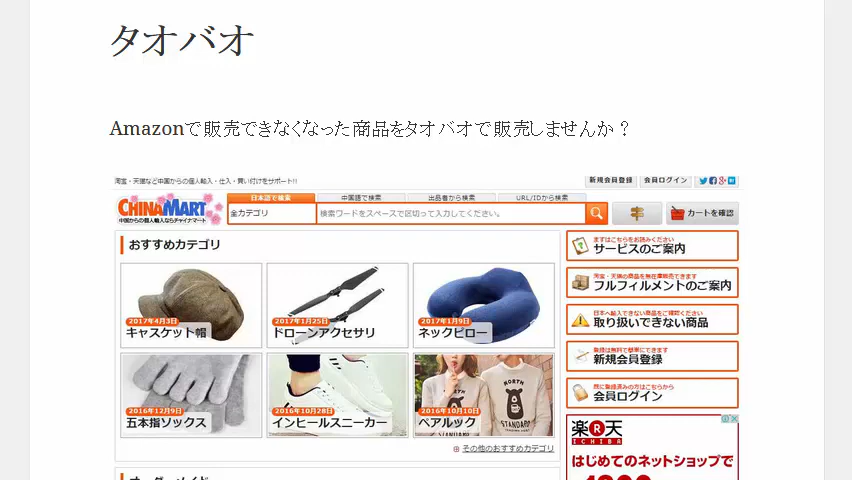 タオバオ
Amazonで販売できなくなった商品をタオバオで販売しませんか？
淘宝・天猫など中国からの個人輸入・仕入・買い付けをサポート!!
新規会員登録
会員ログイン
CHINAMART
中国からの個人輸入ならチャイナマート
日本語で検索
中国語で検索
出品者から検索
URL/IDから検索
全カテゴリ
検索ワードをスペースで区切って入力してください。
カートを確認
おすすめカテゴリ
2017年4月3日
キャスケット帽
2017年1月25日
ドローンアクセサリ
2017年1月9日
ネックピロー
2016年12月9日
五本指ソックス
2016年10月28日
インヒールスニーカー
2016年10月10日
ペアルック
NORTH
NORTH
その他のおすすめカテゴリ
まずはこちらをお読みください
サービスのご案内
淘宝・天猫の商品を無在庫販売できます
フルフィルメントのご案内
日本へ輸入できない商品をご確認ください
取り扱いできない商品
登録は無料で簡単にできます
新規会員登録
既に登録済みの方はこちらから
会員ログイン
楽天
ICHIBA
はじめてのネットショップで